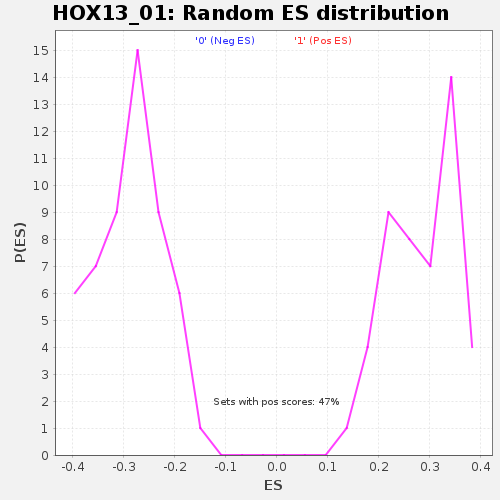 HOX13_01: Random ES distribution
'0' (Neg ES) '1' (Pos ES)
15
14
13
12
11
10
9
8
7
6
5
4
3
2
1
0
P(ES)
Sets with pos scores: 47%
-0.4 -0.3 -0.2 -0.1 0.0 0.1 0.2 0.3 0.4
ES